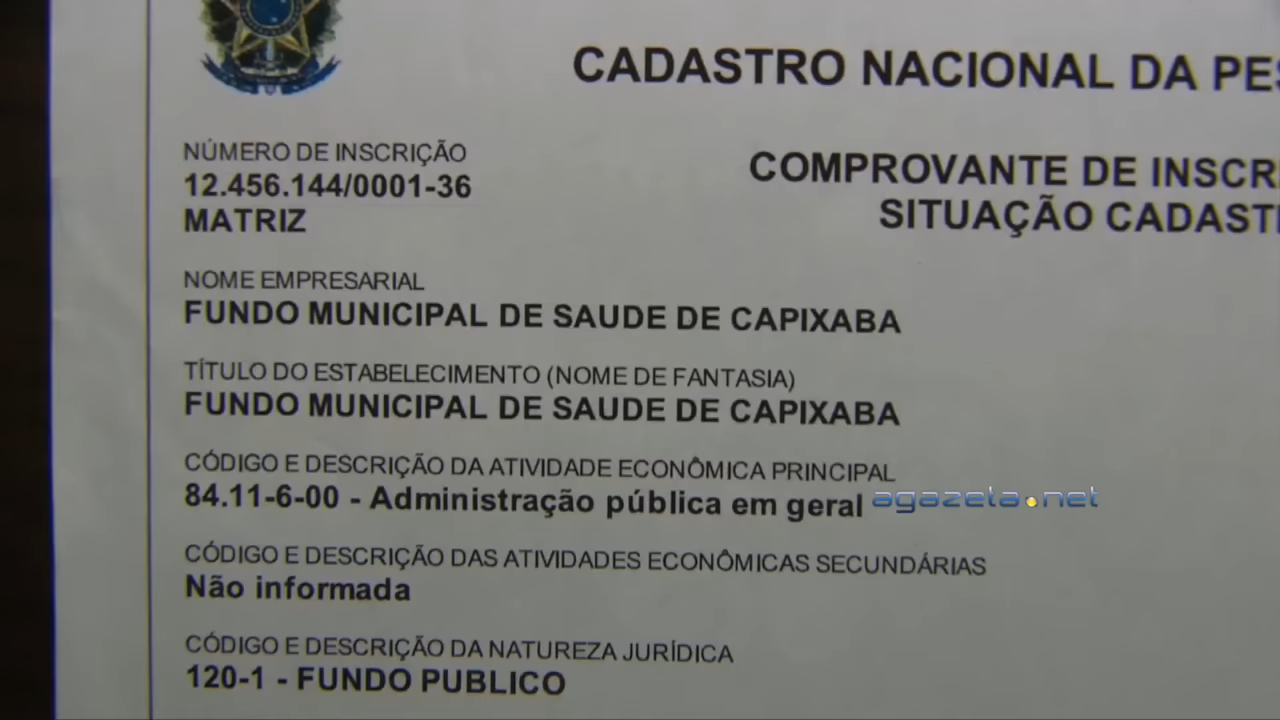 CADASTRO NACIONAL DA PES
NÚMERO DE INSCRIÇÃO
12.456.144/0001-36
MATRIZ
COMPROVANTE DE INSCRI
SITUAÇÃO CADAST
NOME EMPRESARIAL
FUNDO MUNICIPAL DE SAUDE DE CAPIXABA
TÍTULO DO ESTABELECIMENTO (NOME DE FANTASIA)
FUNDO MUNICIPAL DE SAUDE DE CAPIXABA
CÓDIGO E DESCRIÇÃO DA ATIVIDADE ECONÔMICA PRINCIPAL
84.11-6-00 - Administração pública em geral
agazeta.net
CÓDIGO E DESCRIÇÃO DAS ATIVIDADES ECONÔMICAS SECUNDÁRIAS
Não informada
CÓDIGO E DESCRIÇÃO DA NATUREZA JURÍDICA
120-1 - FUNDO PUBLICO